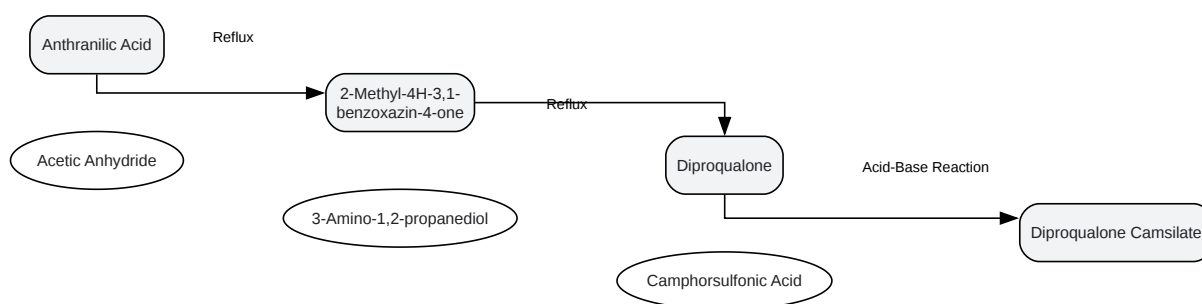 Anthranilic Acid
Reflux
2-Methyl-4H-3,1-
benzoxazin-4-one
Reflux
Acetic Anhydride
Diproqualone
Acid-Base Reaction
3-Amino-1,2-propanediol
Diproqualone Camsilate
Camphorsulfonic Acid